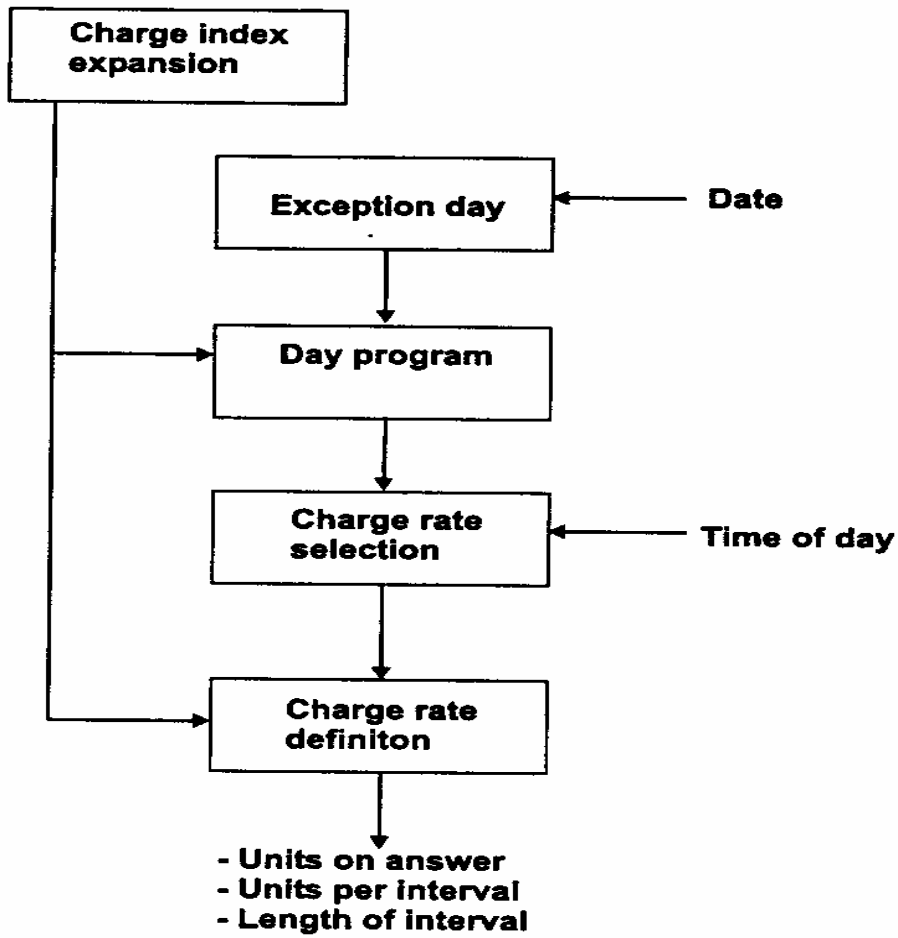 Charge index
expansion
Exception day
Date
Day program
Charge rate
selection
Time of day
Charge rate
definiton
- Units on answer
- Units per interval
- Length of interval